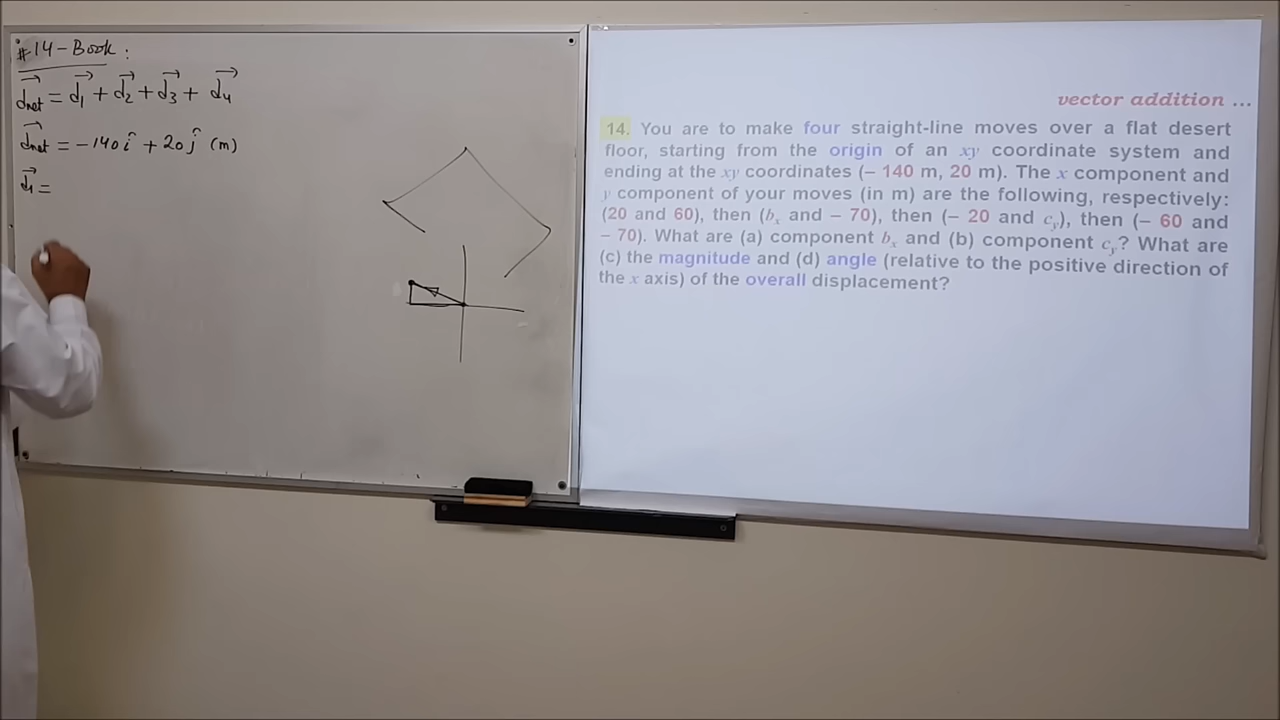 #14-Book:
d⃗net = d⃗1 + d⃗2 + d⃗3 + d⃗4
d⃗net = -140 î + 20 ĵ (m)
d⃗1 =
vector addition ...
14. You are to make four straight-line moves over a flat desert
floor, starting from the origin of an xy coordinate system and
ending at the xy coordinates (– 140 m, 20 m). The x component and
y component of your moves (in m) are the following, respectively:
(20 and 60), then (bx and – 70), then (– 20 and cy), then (– 60 and
– 70). What are (a) component bx and (b) component cy? What are
(c) the magnitude and (d) angle (relative to the positive direction of
the x axis) of the overall displacement?